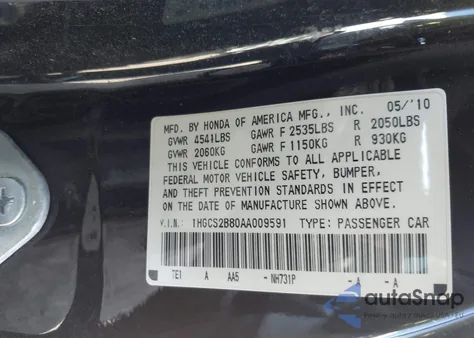 MFD. BY HONDA OF AMERICA MFG., INC. 05/'10
GVWR 4541LBS GAWR F 2535LBS R 2050LBS
GVWR 2060KG GAWR F 1150KG R 930KG
THIS VEHICLE CONFORMS TO ALL APPLICABLE
FEDERAL MOTOR VEHICLE SAFETY, BUMPER,
AND THEFT PREVENTION STANDARDS IN EFFECT
ON THE DATE OF MANUFACTURE SHOWN ABOVE.
V.I.N: 1HGCS2B80AA009591 TYPE: PASSENGER CAR
TE1 A AA5 - NH731P -A -A
autoSnap